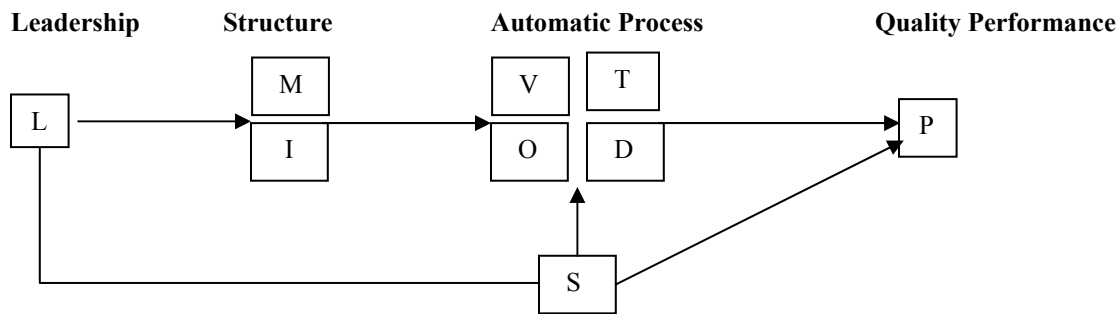 Leadership Structure Automatic Process Quality Performance
M V T
L P
I O D
S